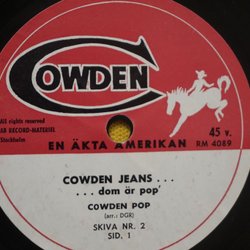 COWDEN
All rights reserved
AB RECORD-MATERIEL
Stockholm
45 v.
RM 4089
EN ÄKTA AMERIKAN
COWDEN JEANS . . .
. . . dom är pop'
COWDEN POP
(arr.: DGR)
SKIVA NR. 2
SID. 1